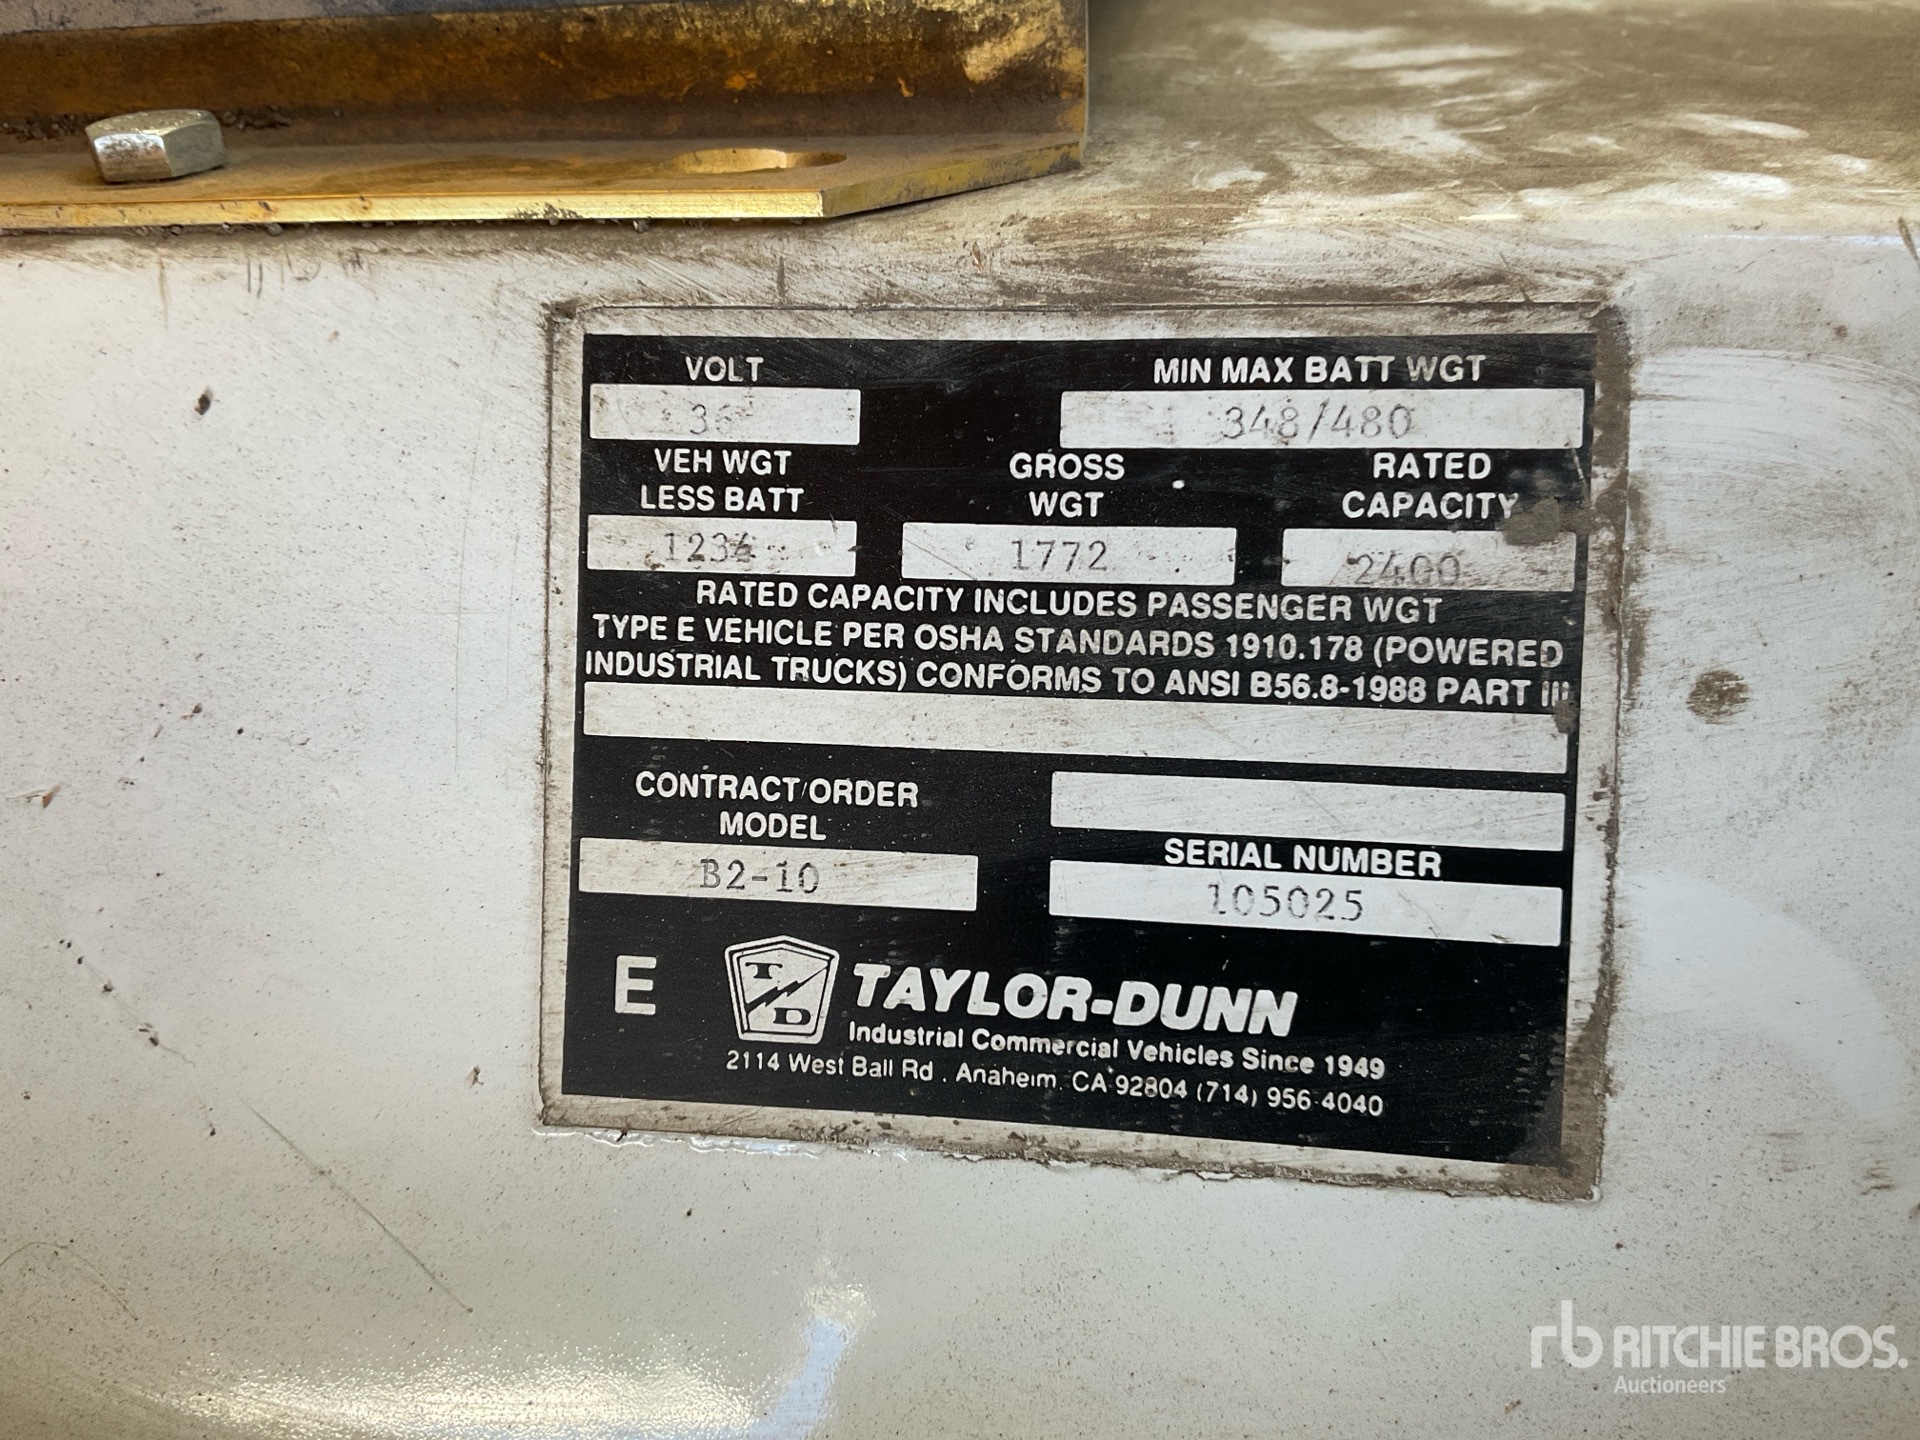 VOLT
36
MIN MAX BATT WGT
348/480
VEH WGT
LESS BATT
GROSS
WGT
RATED
CAPACITY
1234
1772
2400
RATED CAPACITY INCLUDES PASSENGER WGT
TYPE E VEHICLE PER OSHA STANDARDS 1910.178 (POWERED
INDUSTRIAL TRUCKS) CONFORMS TO ANSI B56.8-1988 PART III
CONTRACT/ORDER
MODEL
B2-10
SERIAL NUMBER
105025
E
T D
TAYLOR-DUNN
Industrial Commercial Vehicles Since 1949
2114 West Ball Rd. Anaheim, CA 92804 (714) 956-4040
rb RITCHIE BROS.
Auctioneers